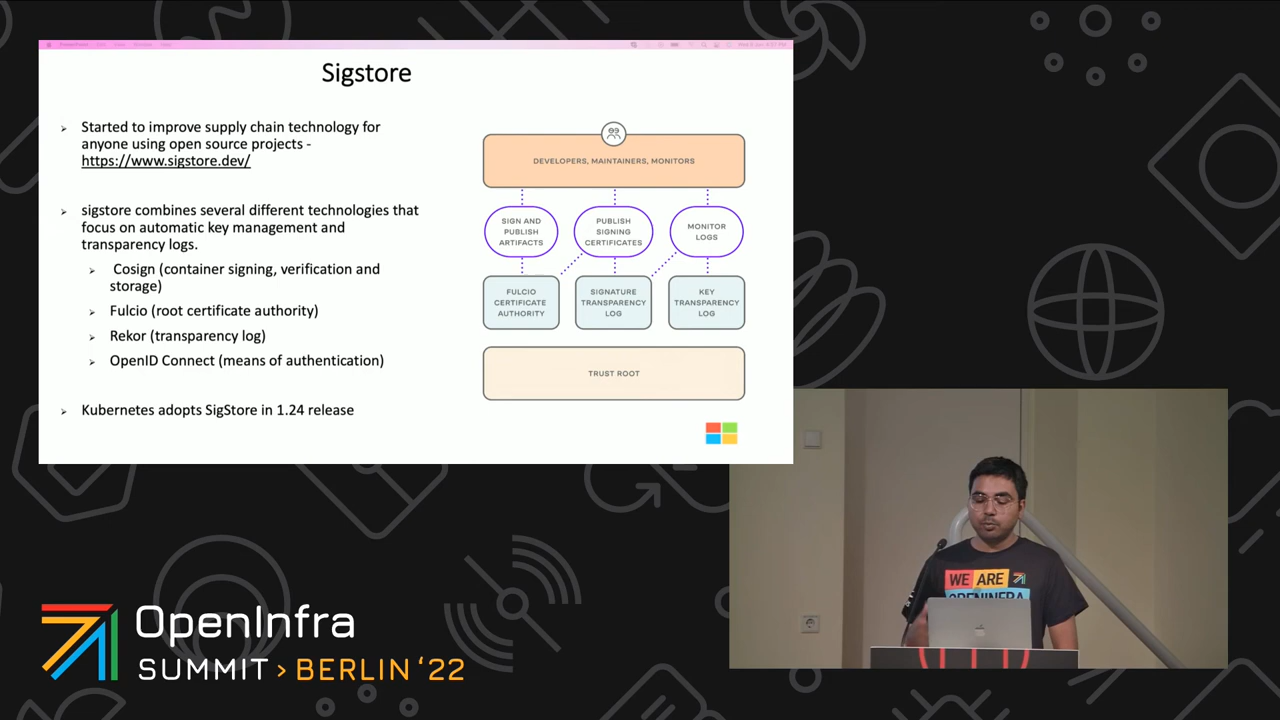 Sigstore
Started to improve supply chain technology for
anyone using open source projects -
https://www.sigstore.dev/
sigstore combines several different technologies that
focus on automatic key management and
transparency logs.
Cosign (container signing, verification and
storage)
Fulcio (root certificate authority)
Rekor (transparency log)
OpenID Connect (means of authentication)
Kubernetes adopts SigStore in 1.24 release
DEVELOPERS, MAINTAINERS, MONITORS
SIGN AND
PUBLISH
ARTIFACTS
PUBLISH
SIGNING
CERTIFICATES
MONITOR
LOGS
FULCIO
CERTIFICATE
AUTHORITY
SIGNATURE
TRANSPARENCY
LOG
KEY
TRANSPARENCY
LOG
TRUST ROOT
WE ARE
OPENINFRA
OpenInfra
SUMMIT > BERLIN ‘22